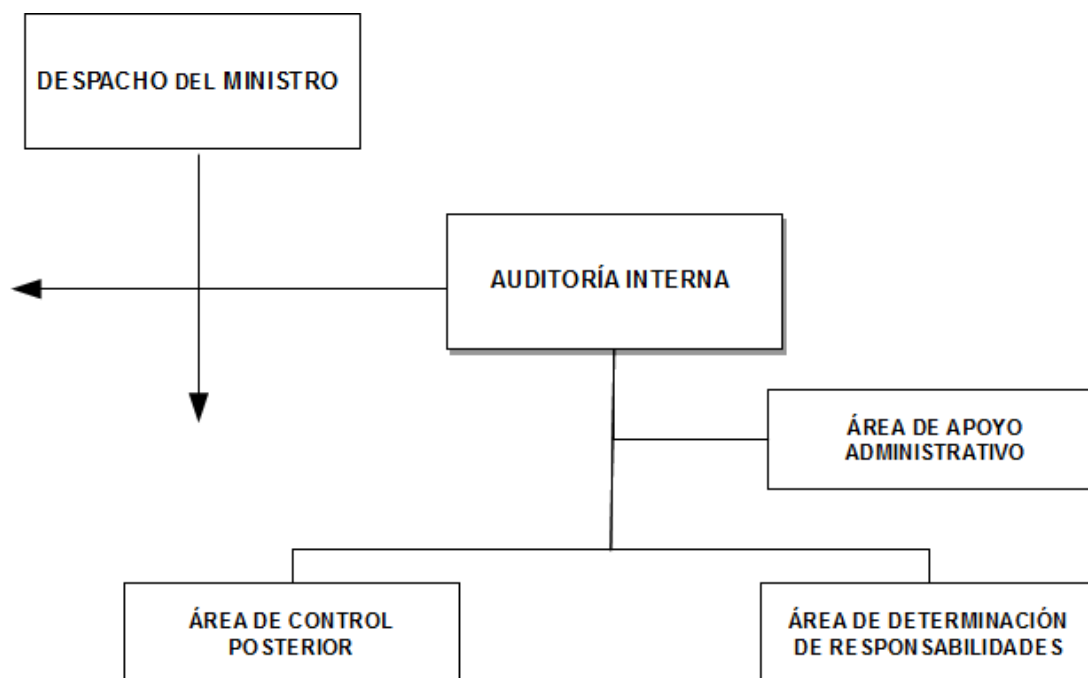 DESPACHO DEL MINISTRO
AUDITORÍA INTERNA
ÁREA DE APOYO
ADMINISTRATIVO
ÁREA DE CONTROL
POSTERIOR
ÁREA DE DETERMINACIÓN
DE RESPONSABILIDADES